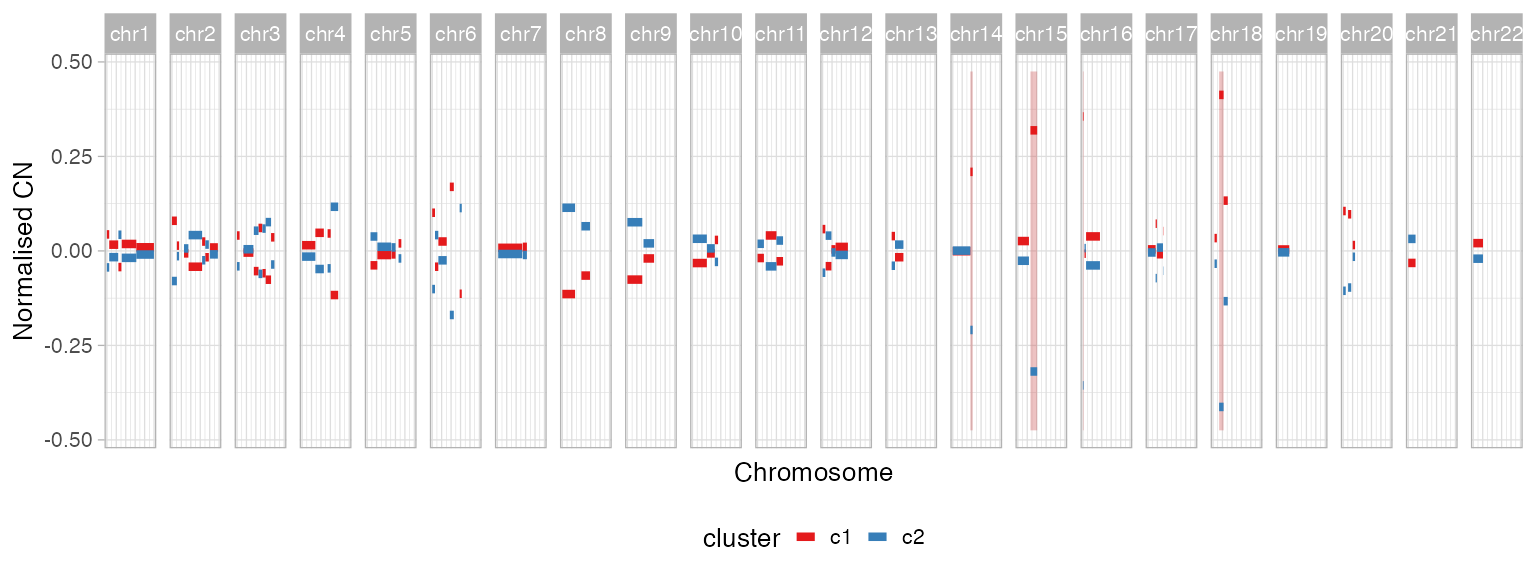 chr1 chr2 chr3 chr4 chr5 chr6 chr7 chr8 chr9 chr10 chr11 chr12 chr13 chr14 chr15 chr16 chr17 chr18 chr19 chr20 chr21 chr22
0.50
0.25
0.00
-0.25
-0.50
Normalised CN
Chromosome
cluster c1 c2